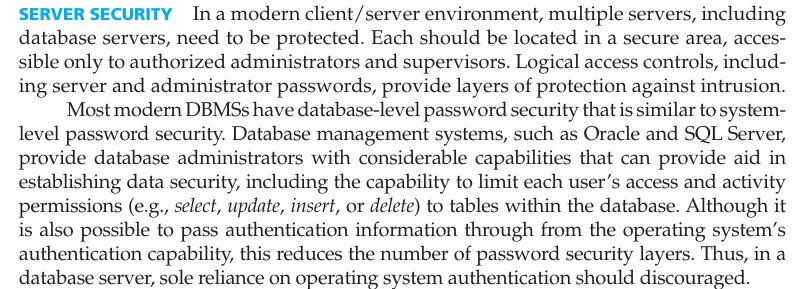 SERVER SECURITY In a modern client/server environment, multiple servers, including
database servers, need to be protected. Each should be located in a secure area, acces-
sible only to authorized administrators and supervisors. Logical access controls, includ-
ing server and administrator passwords, provide layers of protection against intrusion.
Most modern DBMSs have database-level password security that is similar to system-
level password security. Database management systems, such as Oracle and SQL Server,
provide database administrators with considerable capabilities that can provide aid in
establishing data security, including the capability to limit each user's access and activity
permissions (e.g., select, update, insert, or delete) to tables within the database. Although it
is also possible to pass authentication information through from the operating system's
authentication capability, this reduces the number of password security layers. Thus, in a
database server, sole reliance on operating system authentication should discouraged.